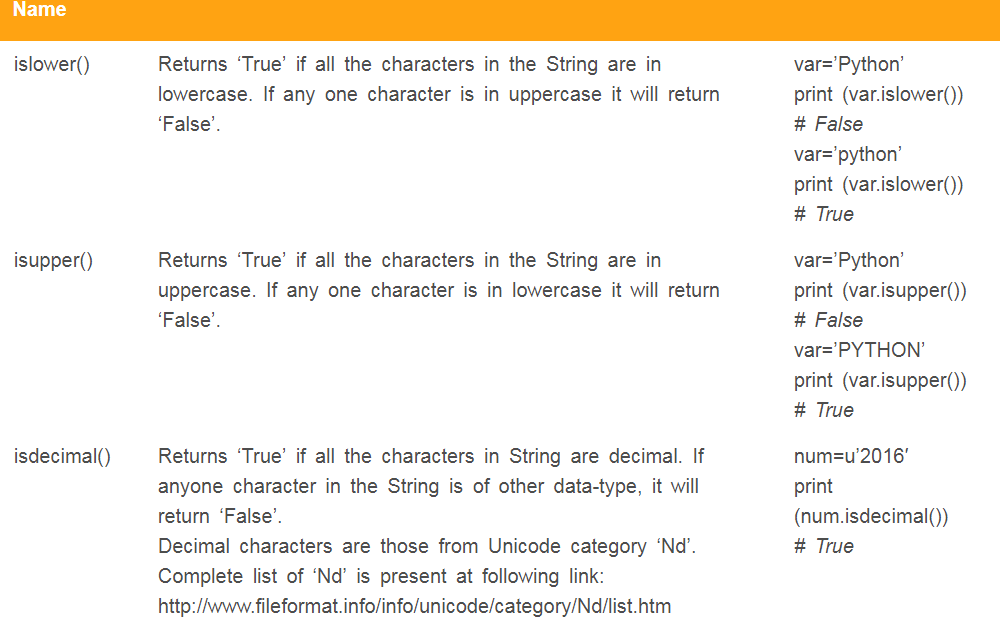 Name
islower()
Returns ‘True’ if all the characters in the String are in
lowercase. If any one character is in uppercase it will return
‘False’.
var=’Python’
print (var.islower())
# False
var=’python’
print (var.islower())
# True
isupper()
Returns ‘True’ if all the characters in the String are in
uppercase. If any one character is in lowercase it will return
‘False’.
var=’Python’
print (var.isupper())
# False
var=’PYTHON’
print (var.isupper())
# True
isdecimal()
Returns ‘True’ if all the characters in String are decimal. If
anyone character in the String is of other data-type, it will
return ‘False’.
Decimal characters are those from Unicode category ‘Nd’.
Complete list of ‘Nd’ is present at following link:
http://www.fileformat.info/info/unicode/category/Nd/list.htm
num=u’2016′
print
(num.isdecimal())
# True